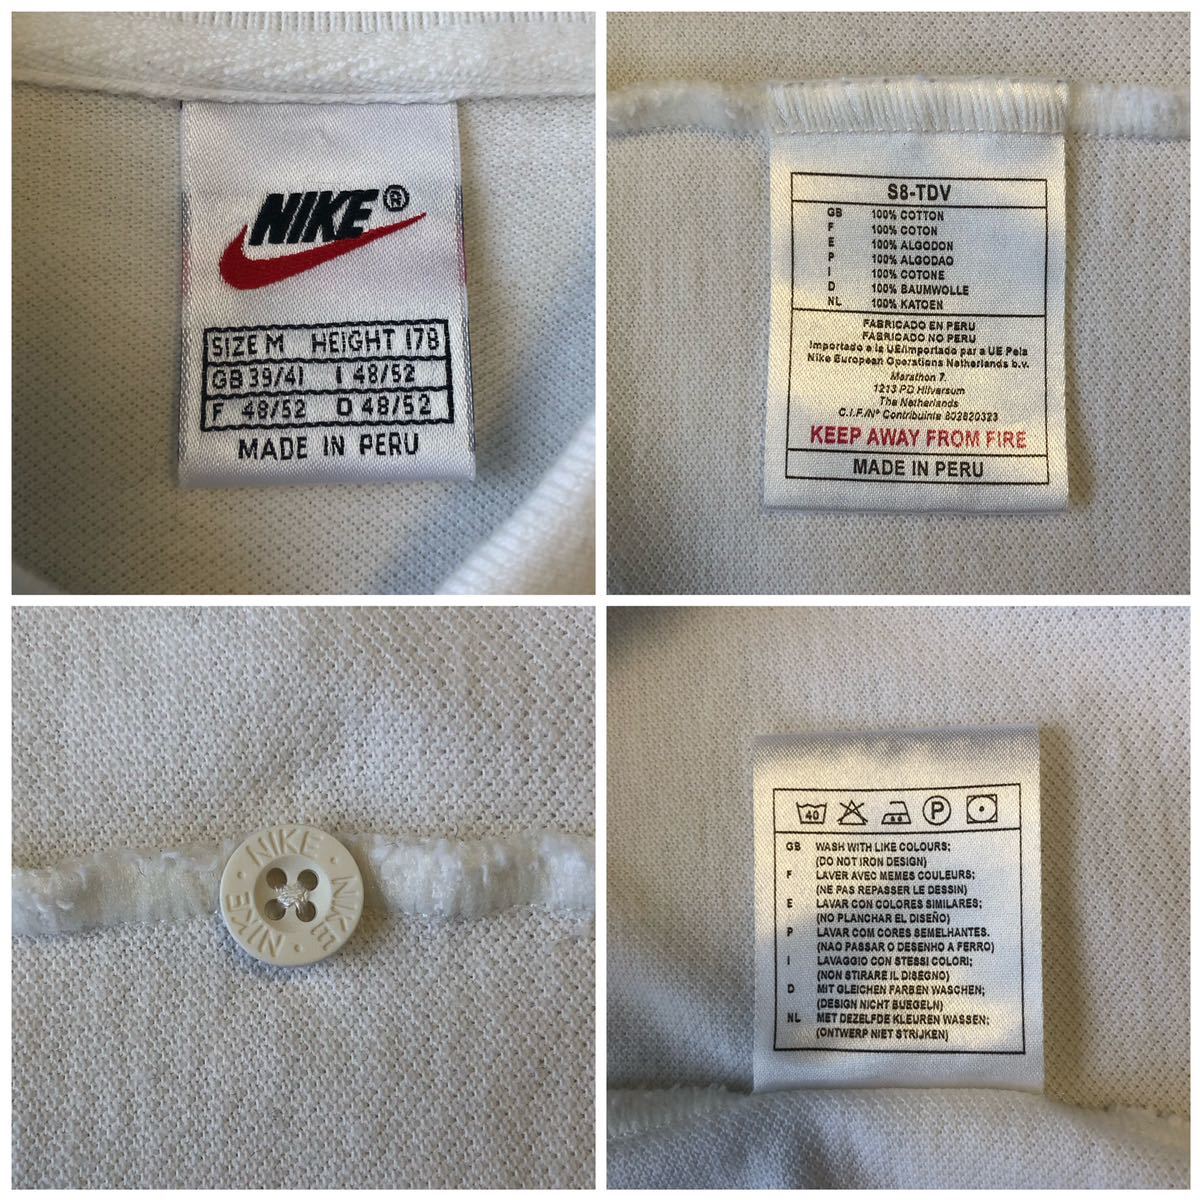 NIKE®
SIZE M HEIGHT 178
GB 39/41 I 48/52
F 48/52 D 48/52
MADE IN PERU
S8-TDV
GB 100% COTTON
F 100% COTON
E 100% ALGODON
P 100% ALGODAO
I 100% COTONE
D 100% BAUMWOLLE
NL 100% KATOEN
FABRICADO EN PERU
FABRICADO NO PERU
Importado a la UE/Importado par a UE Pela
Nike European Operations Netherlands b.v.
Marathon 7.
1213 PD Hilversum
The Netherlands
C.I.F./Nº Contribuinte 802820323
KEEP AWAY FROM FIRE
MADE IN PERU
NIKE · NIKE · NIKE ·
40 P
GB WASH WITH LIKE COLOURS;
(DO NOT IRON DESIGN)
F LAVER AVEC MEMES COULEURS;
(NE PAS REPASSER LE DESSIN)
E LAVAR CON COLORES SIMILARES;
(NO PLANCHAR EL DISEÑO)
P LAVAR COM CORES SEMELHANTES.
(NAO PASSAR O DESENHO A FERRO)
I LAVAGGIO CON STESSI COLORI;
(NON STIRARE IL DISEGNO)
D MIT GLEICHEN FARBEN WASCHEN;
(DESIGN NICHT BUEGELN)
NL MET DEZELFDE KLEUREN WASSEN;
(ONTWERP NIET STRIJKEN)